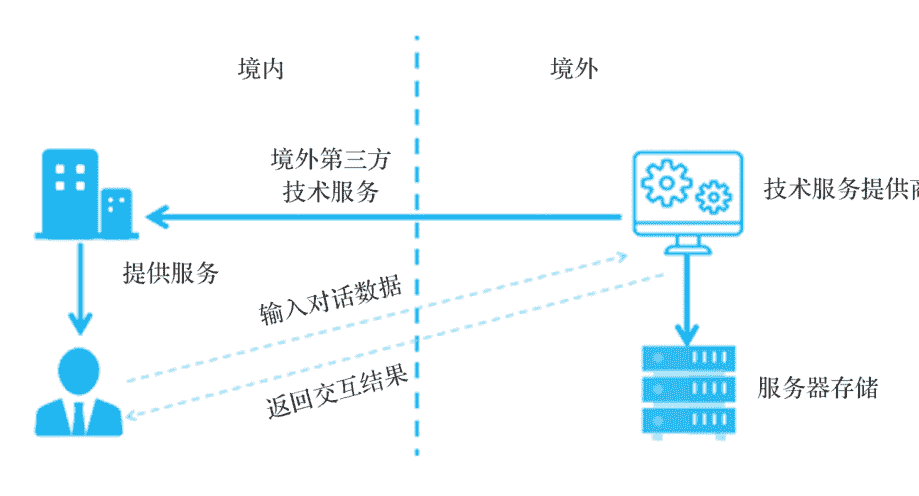 境内
境外
境外第三方
技术服务
技术服务提供商
提供服务
输入对话数据
返回交互结果
服务器存储